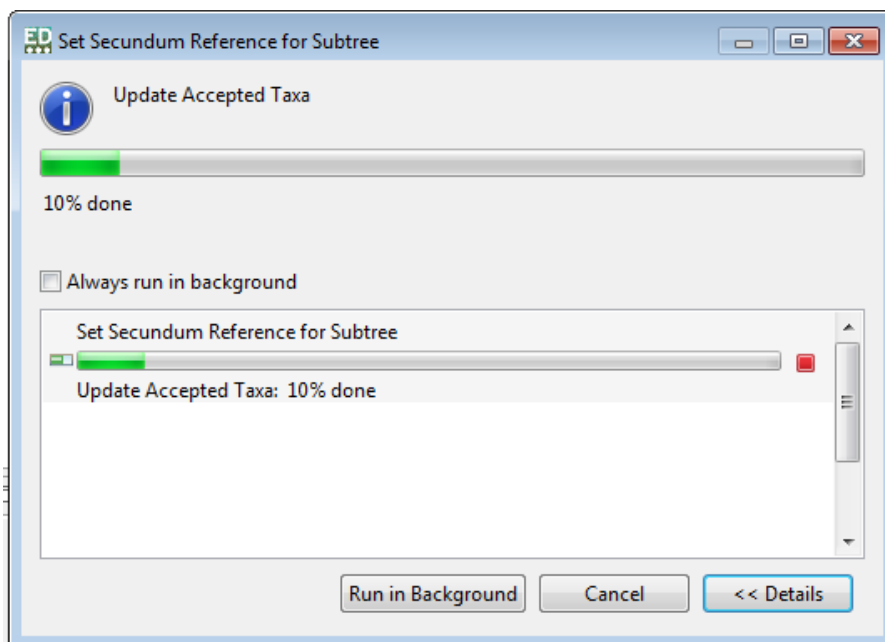 ED Set Secundum Reference for Subtree
Update Accepted Taxa
10% done
Always run in background
Set Secundum Reference for Subtree
Update Accepted Taxa: 10% done
Run in Background
Cancel
<< Details